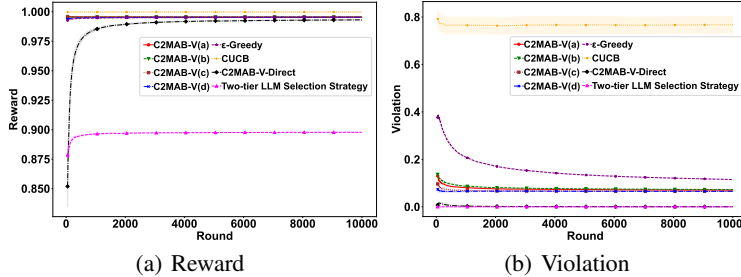 1.000
0.975
0.950
0.925
0.900
0.875
0.850
Reward
C2MAB-V(a)
C2MAB-V(b)
C2MAB-V(c)
C2MAB-V(d)
ε-Greedy
CUCB
C2MAB-V-Direct
Two-tier LLM Selection Strategy
0 2000 4000 6000 8000 10000
Round
(a) Reward
0.8
0.6
0.4
0.2
0.0
Violation
C2MAB-V(a)
C2MAB-V(b)
C2MAB-V(c)
C2MAB-V(d)
ε-Greedy
CUCB
C2MAB-V-Direct
Two-tier LLM Selection Strategy
0 2000 4000 6000 8000 10000
Round
(b) Violation